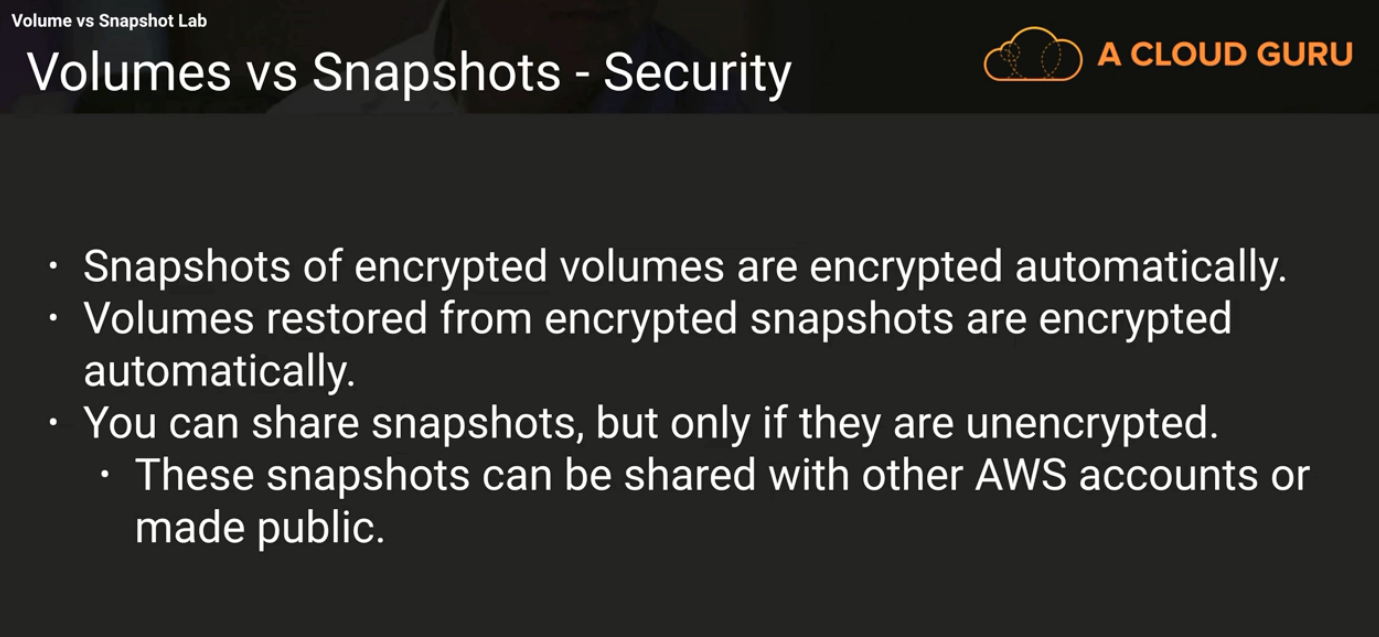 Volume vs Snapshot Lab
Volumes vs Snapshots - Security
A CLOUD GURU
• Snapshots of encrypted volumes are encrypted automatically.
• Volumes restored from encrypted snapshots are encrypted
automatically.
• You can share snapshots, but only if they are unencrypted.
• These snapshots can be shared with other AWS accounts or
made public.